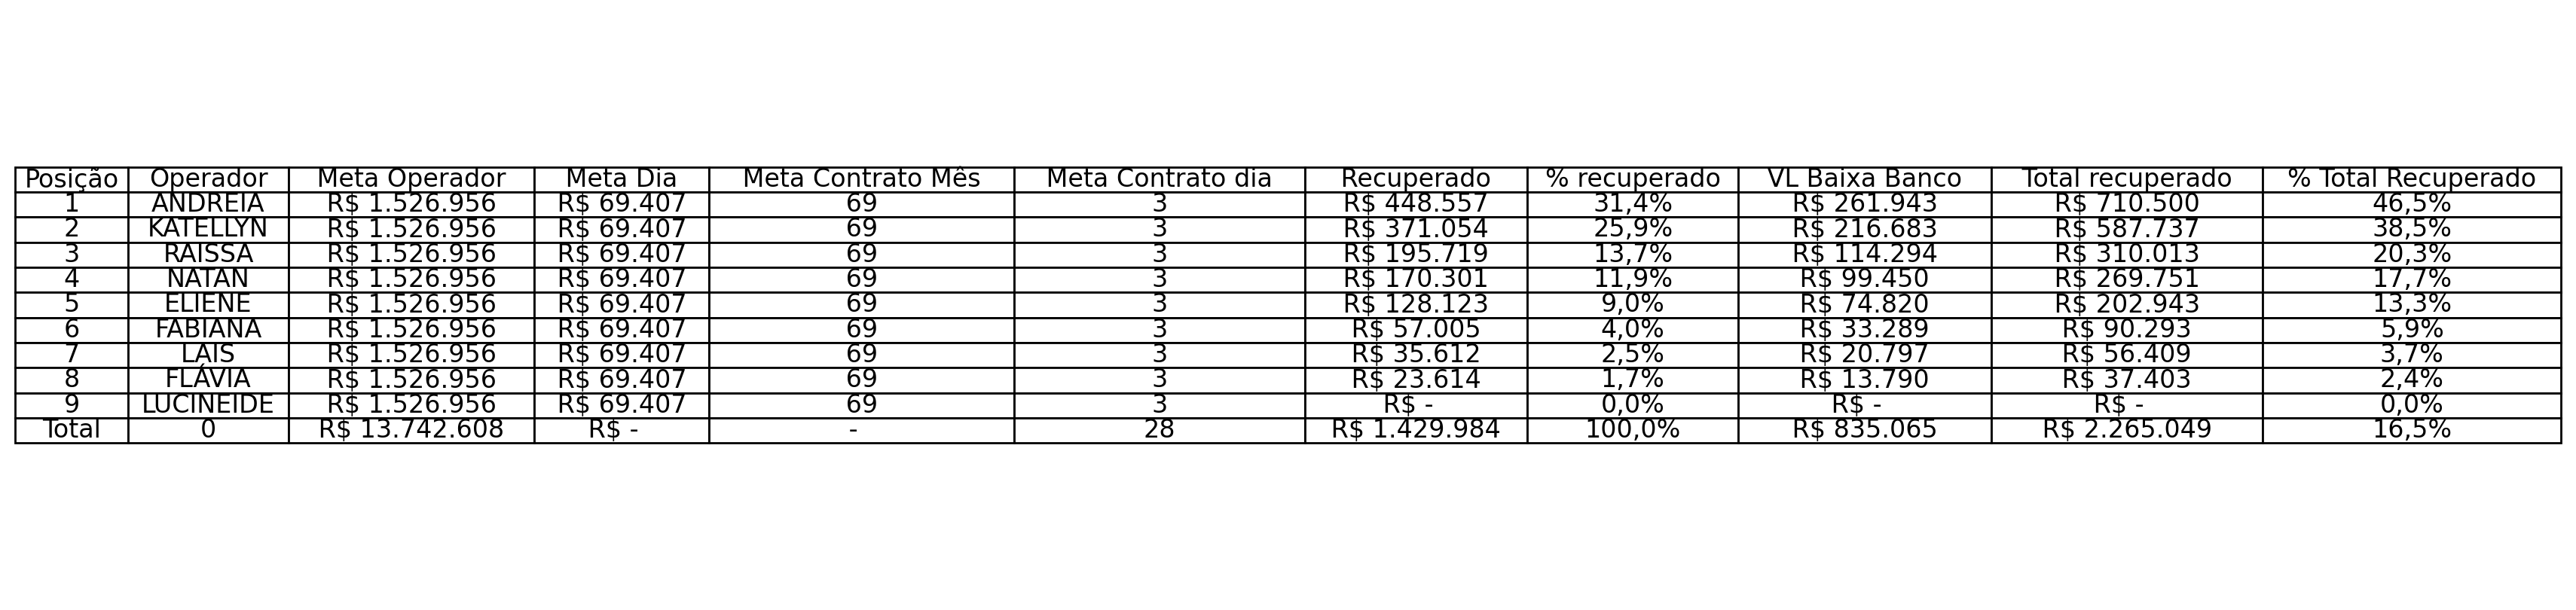 Posição Operador Meta Operador Meta Dia Meta Contrato Mês Meta Contrato dia Recuperado % recuperado VL Baixa Banco Total recuperado % Total Recuperado
1 ANDREIA R$ 1.526.956 R$ 69.407 69 3 R$ 448.557 31,4% R$ 261.943 R$ 710.500 46,5%
2 KATELLYN R$ 1.526.956 R$ 69.407 69 3 R$ 371.054 25,9% R$ 216.683 R$ 587.737 38,5%
3 RAISSA R$ 1.526.956 R$ 69.407 69 3 R$ 195.719 13,7% R$ 114.294 R$ 310.013 20,3%
4 NATAN R$ 1.526.956 R$ 69.407 69 3 R$ 170.301 11,9% R$ 99.450 R$ 269.751 17,7%
5 ELIENE R$ 1.526.956 R$ 69.407 69 3 R$ 128.123 9,0% R$ 74.820 R$ 202.943 13,3%
6 FABIANA R$ 1.526.956 R$ 69.407 69 3 R$ 57.005 4,0% R$ 33.289 R$ 90.293 5,9%
7 LAIS R$ 1.526.956 R$ 69.407 69 3 R$ 35.612 2,5% R$ 20.797 R$ 56.409 3,7%
8 FLÁVIA R$ 1.526.956 R$ 69.407 69 3 R$ 23.614 1,7% R$ 13.790 R$ 37.403 2,4%
9 LUCINEIDE R$ 1.526.956 R$ 69.407 69 3 R$ - 0,0% R$ - R$ - 0,0%
Total 0 R$ 13.742.608 R$ - - 28 R$ 1.429.984 100,0% R$ 835.065 R$ 2.265.049 16,5%